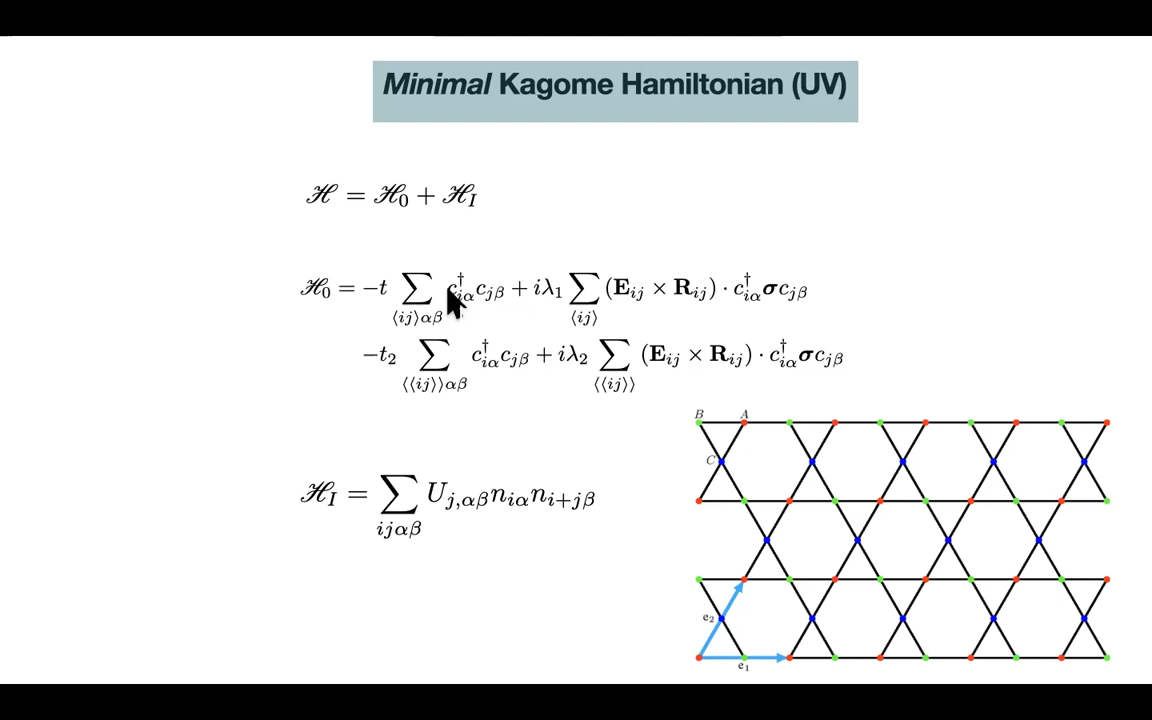 Minimal Kagome Hamiltonian (UV)
ℋ = ℋ₀ + ℋ_I
ℋ₀ = −t ∑_{⟨ij⟩αβ} c†_{iα} c_{jβ} + iλ₁ ∑_{⟨ij⟩} (E_{ij} × R_{ij}) · c†_{iα} σ c_{jβ}
−t₂ ∑_{⟨⟨ij⟩⟩αβ} c†_{iα} c_{jβ} + iλ₂ ∑_{⟨⟨ij⟩⟩} (E_{ij} × R_{ij}) · c†_{iα} σ c_{jβ}
ℋ_I = ∑_{ijαβ} U_{j,αβ} n_{iα} n_{i+jβ}
B A
C
e₂
e₁